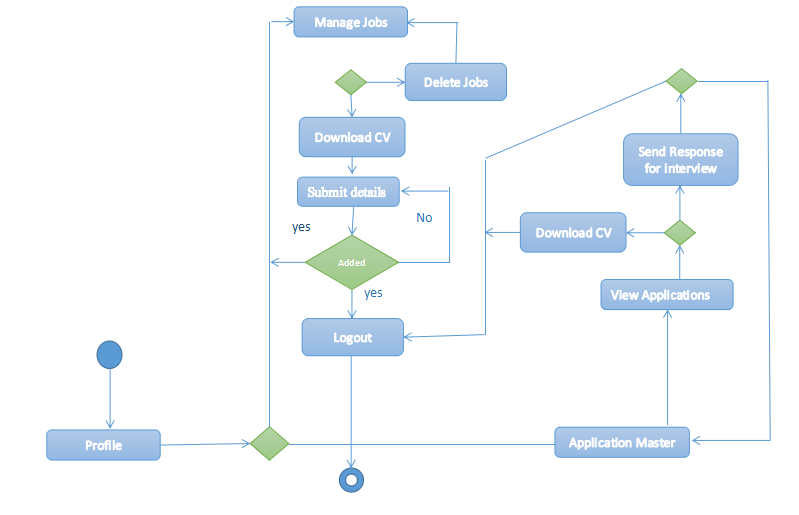 Manage Jobs
Delete Jobs
Download CV
Send Response
for interview
Submit details
No
yes
Download CV
Added
yes
View Applications
Logout
Profile
Application Master